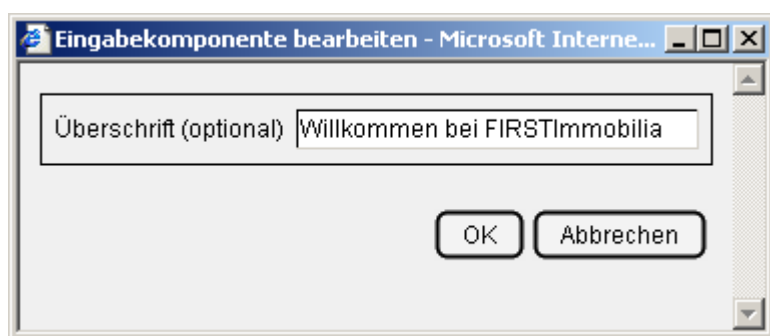 Eingabekomponente bearbeiten - Microsoft Interne...
Überschrift (optional) Willkommen bei FIRSTImmobilia
OK Abbrechen